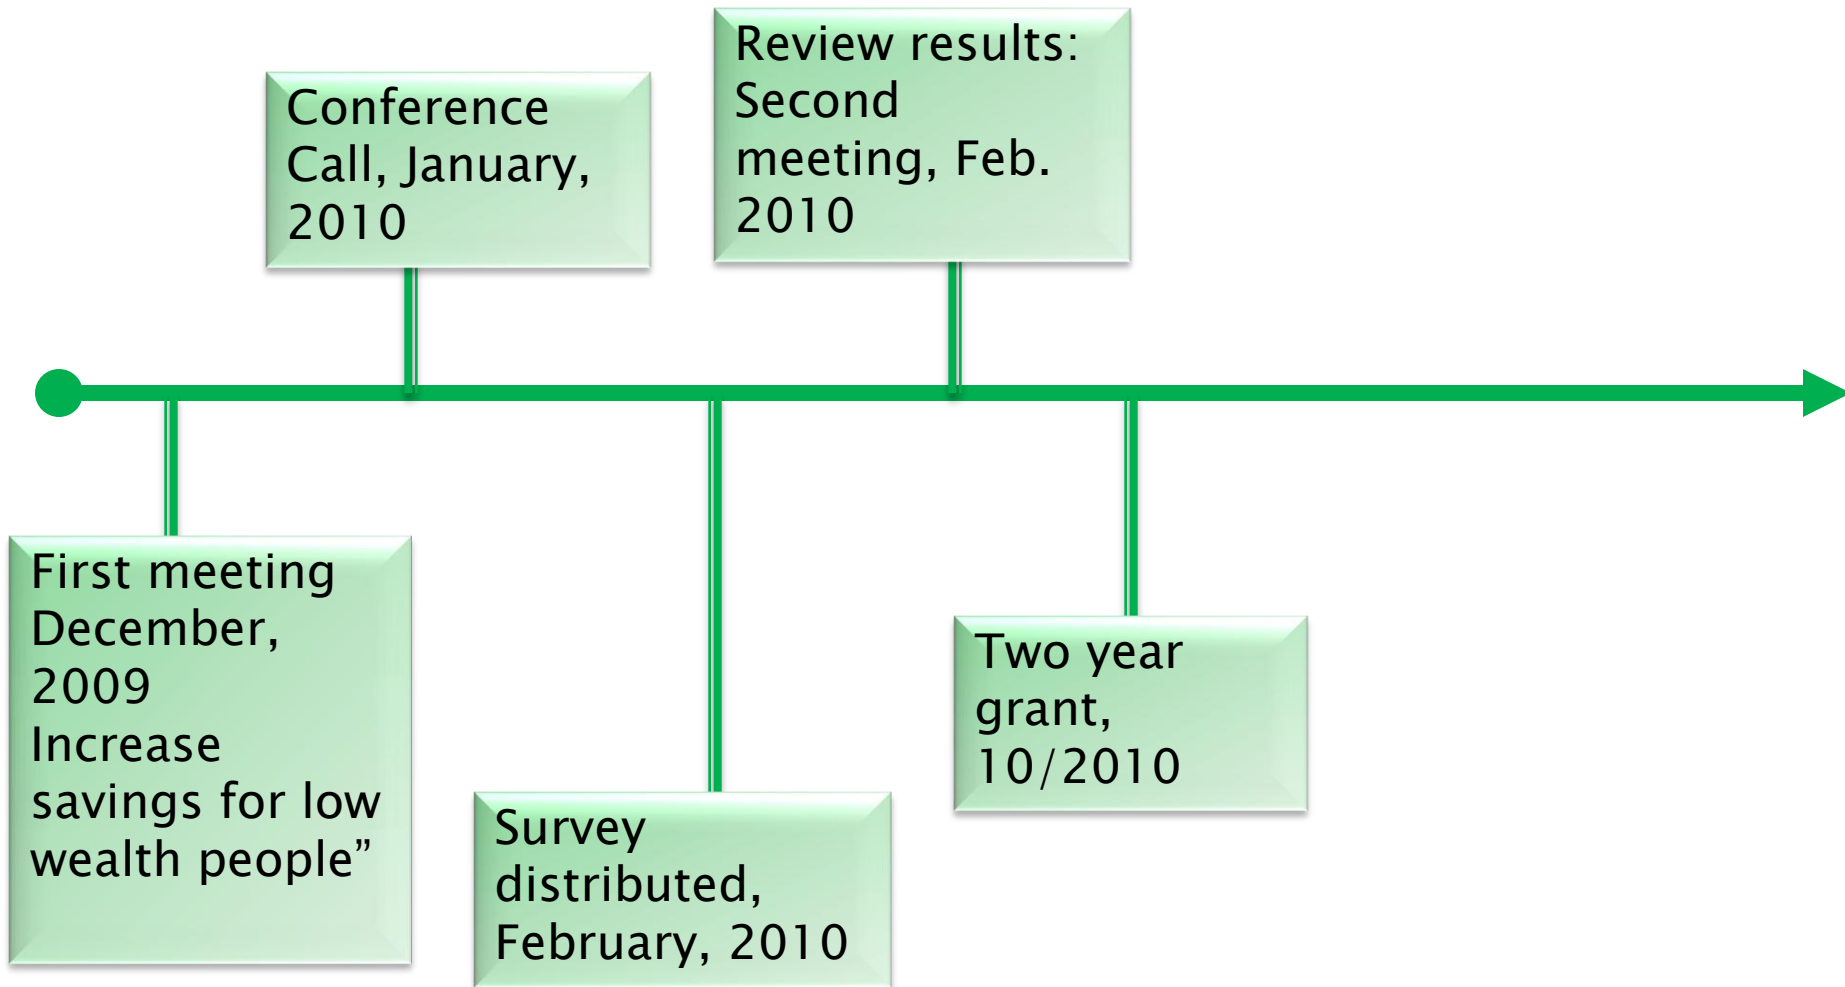 Conference
Call, January,
2010
Review results:
Second
meeting, Feb.
2010
First meeting
December,
2009
Increase
savings for low
wealth people”
Survey
distributed,
February, 2010
Two year
grant,
10/2010